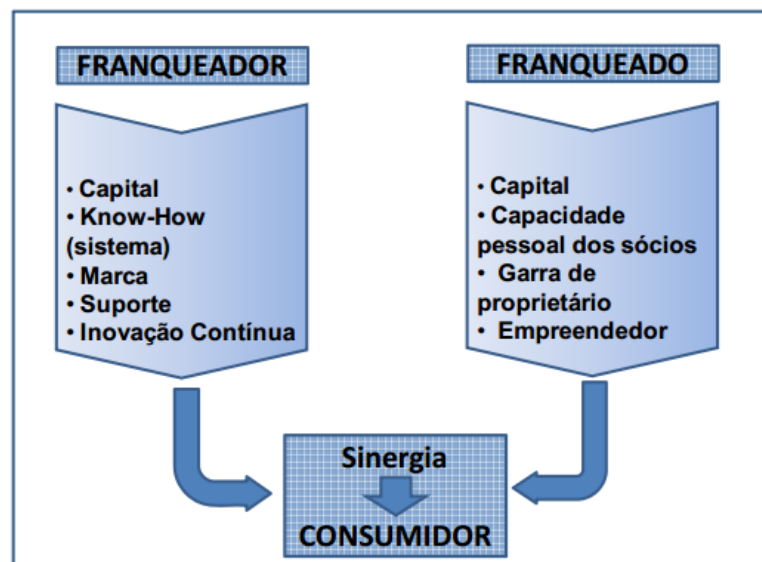 FRANQUEADOR
• Capital
• Know-How
(sistema)
• Marca
• Suporte
• Inovação Contínua
FRANQUEADO
• Capital
• Capacidade
pessoal dos sócios
• Garra de
proprietário
• Empreendedor
Sinergia
CONSUMIDOR